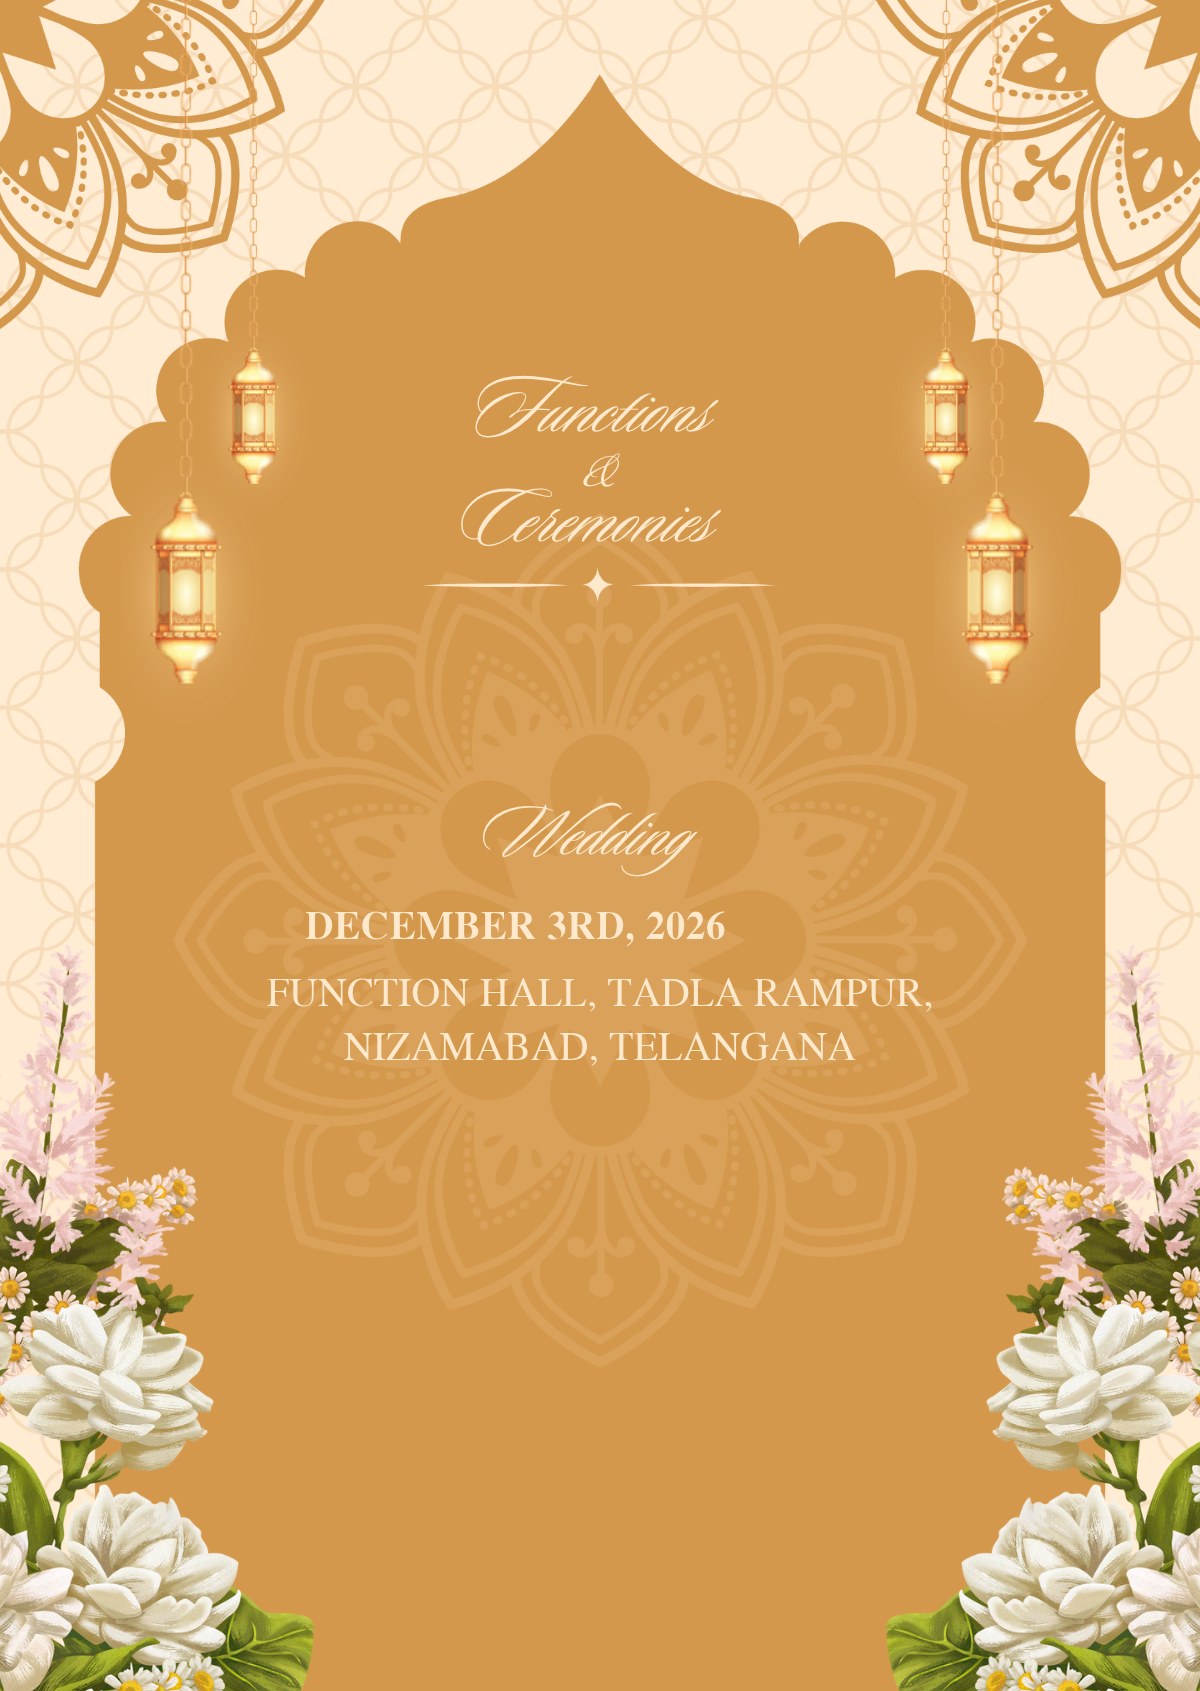 Functions
&
Ceremonies
Wedding
DECEMBER 3RD, 2026
FUNCTION HALL, TADLA RAMPUR,
NIZAMABAD, TELANGANA